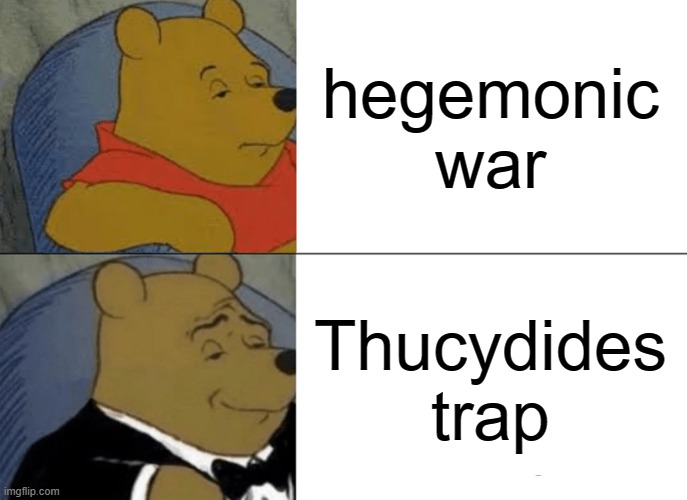 hegemonic
war
Thucydides
trap
imgflip.com